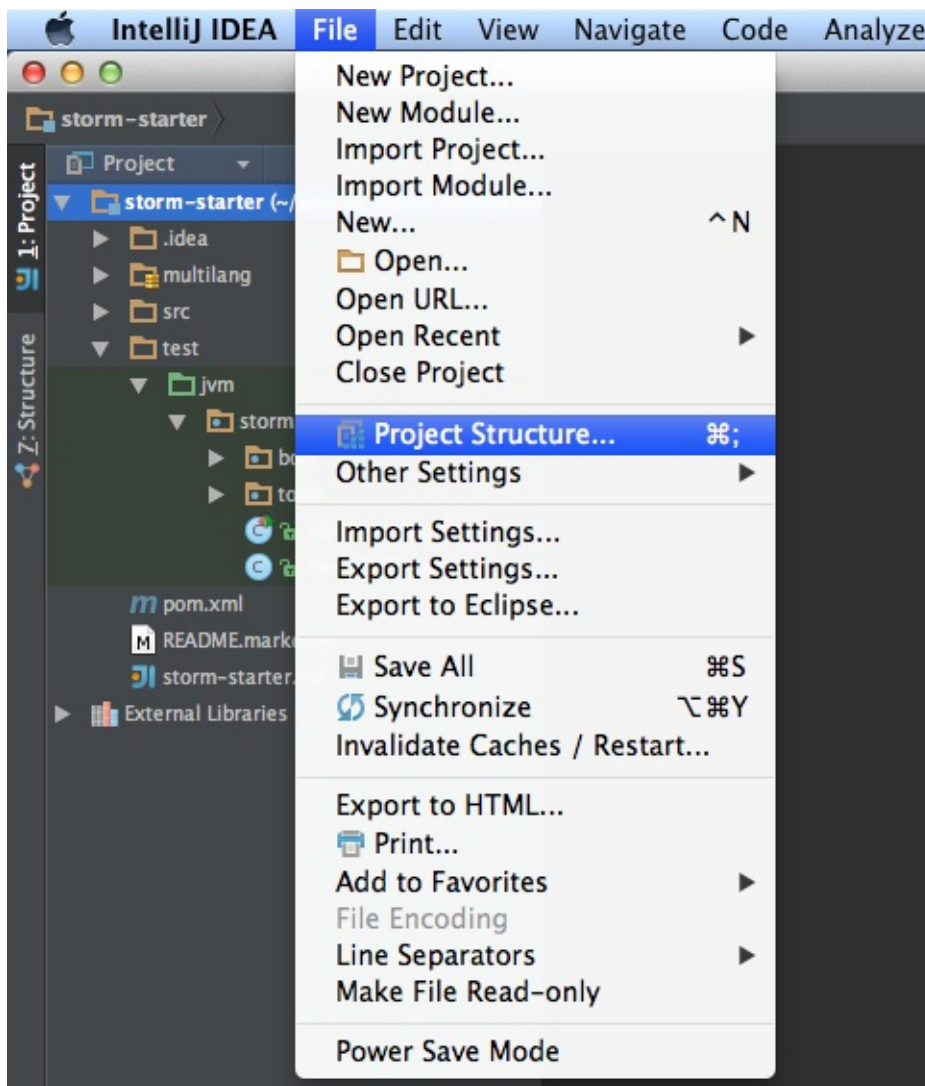 IntelliJ IDEA File Edit View Navigate Code Analyze
storm-starter
Project
1: Project
Z: Structure
storm-starter (~/
.idea
multilang
src
test
jvm
storm
pom.xml
README.mark
storm-starter.
External Libraries
New Project...
New Module...
Import Project...
Import Module...
New... ^N
Open...
Open URL...
Open Recent ▶
Close Project
Project Structure... ⌘;
Other Settings ▶
Import Settings...
Export Settings...
Export to Eclipse...
Save All ⌘S
Synchronize ⌥⌘Y
Invalidate Caches / Restart...
Export to HTML...
Print...
Add to Favorites ▶
File Encoding
Line Separators ▶
Make File Read-only
Power Save Mode